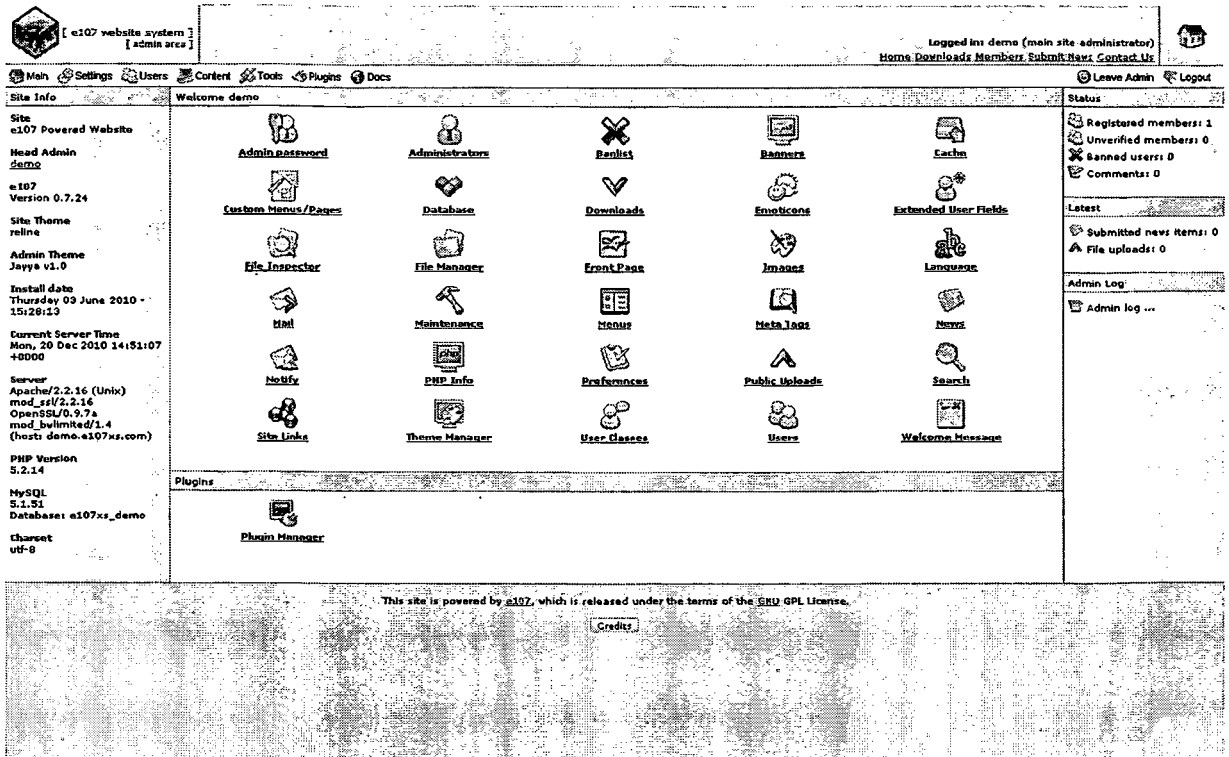 [ e107 website system ]
[ admin area ]
Logged in: demo (main site administrator)
Home Downloads Members Submit News Contact Us
Main Settings Users Content Tools Plugins Docs
Leave Admin Logout
Site Info
Site
e107 Powered Website
Head Admin
demo
e107
Version 0.7.24
Site Theme
reline
Admin Theme
Jayya v1.0
Install date
Thursday 03 June 2010 -
15:28:13
Current Server Time
Mon, 20 Dec 2010 14:51:07
+0000
Server
Apache/2.2.16 (Unix)
mod_ssl/2.2.16
OpenSSL/0.9.7a
mod_bwlimited/1.4
(host: demo.e107xs.com)
PHP Version
5.2.14
MySQL
5.1.51
Database: e107xs_demo
Charset
utf-8
Welcome demo
Admin password Administrators Banlist Banners Cache
Custom Menus/Pages Database Downloads Emoticons Extended User Fields
File Inspector File Manager Front Page Images Language
Mail Maintenance Menus Meta Tags News
Notify PHP Info Preferences Public Uploads Search
Site Links Theme Manager User Classes Users Welcome Message
Plugins
Plugin Manager
Status
Registered members: 1
Unverified members: 0
Banned users: 0
Comments: 0
Latest
Submitted news items: 0
File uploads: 0
Admin Log
Admin log ...
This site is powered by e107, which is released under the terms of the GNU GPL License.
Credits